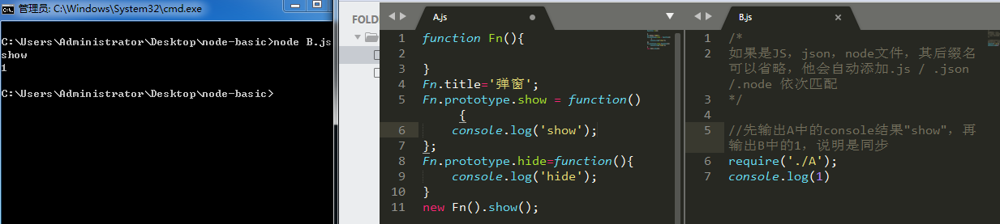 管理员: C:\Windows\System32\cmd.exe
C:\Users\Administrator\Desktop\node-basic>node B.js
show
1
C:\Users\Administrator\Desktop\node-basic>
FOLD
A.js
1 function Fn(){
2
3 }
4 Fn.title='弹窗';
5 Fn.prototype.show = function()
{
6 console.log('show');
7 };
8 Fn.prototype.hide=function(){
9 console.log('hide');
10 }
11 new Fn().show();
B.js
1 /*
2 如果是JS，json，node文件，其后缀名
可以省略，他会自动添加.js / .json
/.node 依次匹配
3 */
4
5 //先输出A中的console结果"show"，再
输出B中的1，说明是同步
6 require('./A');
7 console.log(1)